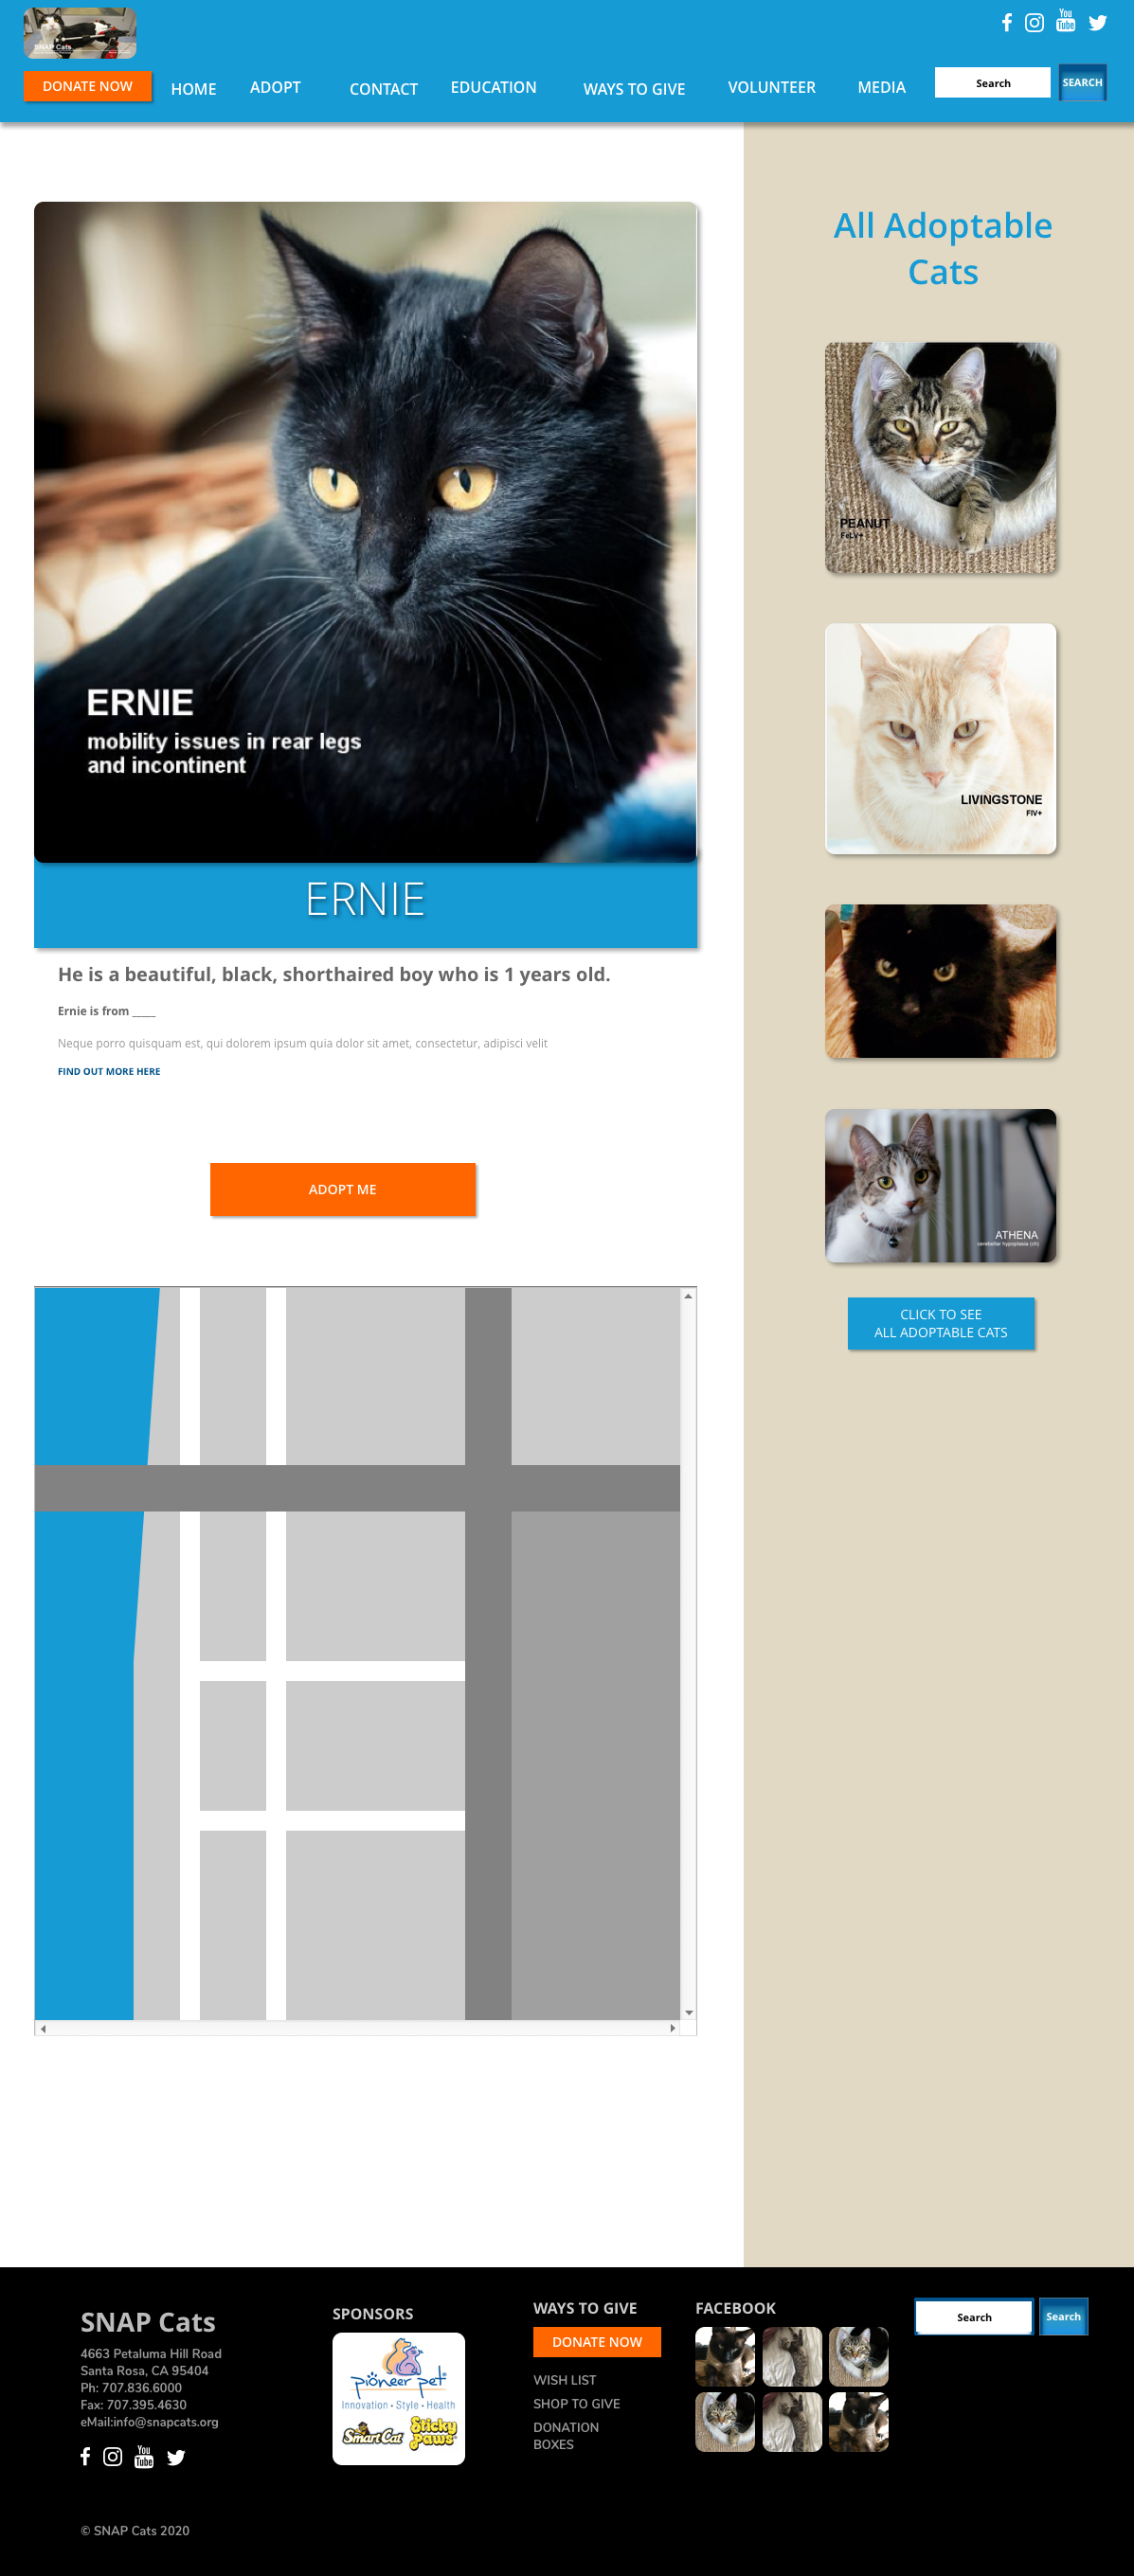 SNAP Cats
You
Tube
DONATE NOW
HOME
ADOPT
CONTACT
EDUCATION
WAYS TO GIVE
VOLUNTEER
MEDIA
Search
SEARCH
ERNIE
mobility issues in rear legs
and incontinent
ERNIE
He is a beautiful, black, shorthaired boy who is 1 years old.
Ernie is from _____
Neque porro quisquam est, qui dolorem ipsum quia dolor sit amet, consectetur, adipisci velit
FIND OUT MORE HERE
ADOPT ME
All Adoptable
Cats
PEANUT
FeLV+
LIVINGSTONE
FIV+
ATHENA
cerebellar hypoplasia (ch)
CLICK TO SEE
ALL ADOPTABLE CATS
SNAP Cats
4663 Petaluma Hill Road
Santa Rosa, CA 95404
Ph: 707.836.6000
Fax: 707.395.4630
eMail:info@snapcats.org
You
Tube
© SNAP Cats 2020
SPONSORS
pioneer pet®
Innovation • Style • Health
SmartCat
Sticky
Paws
WAYS TO GIVE
DONATE NOW
WISH LIST
SHOP TO GIVE
DONATION
BOXES
FACEBOOK
Search
Search